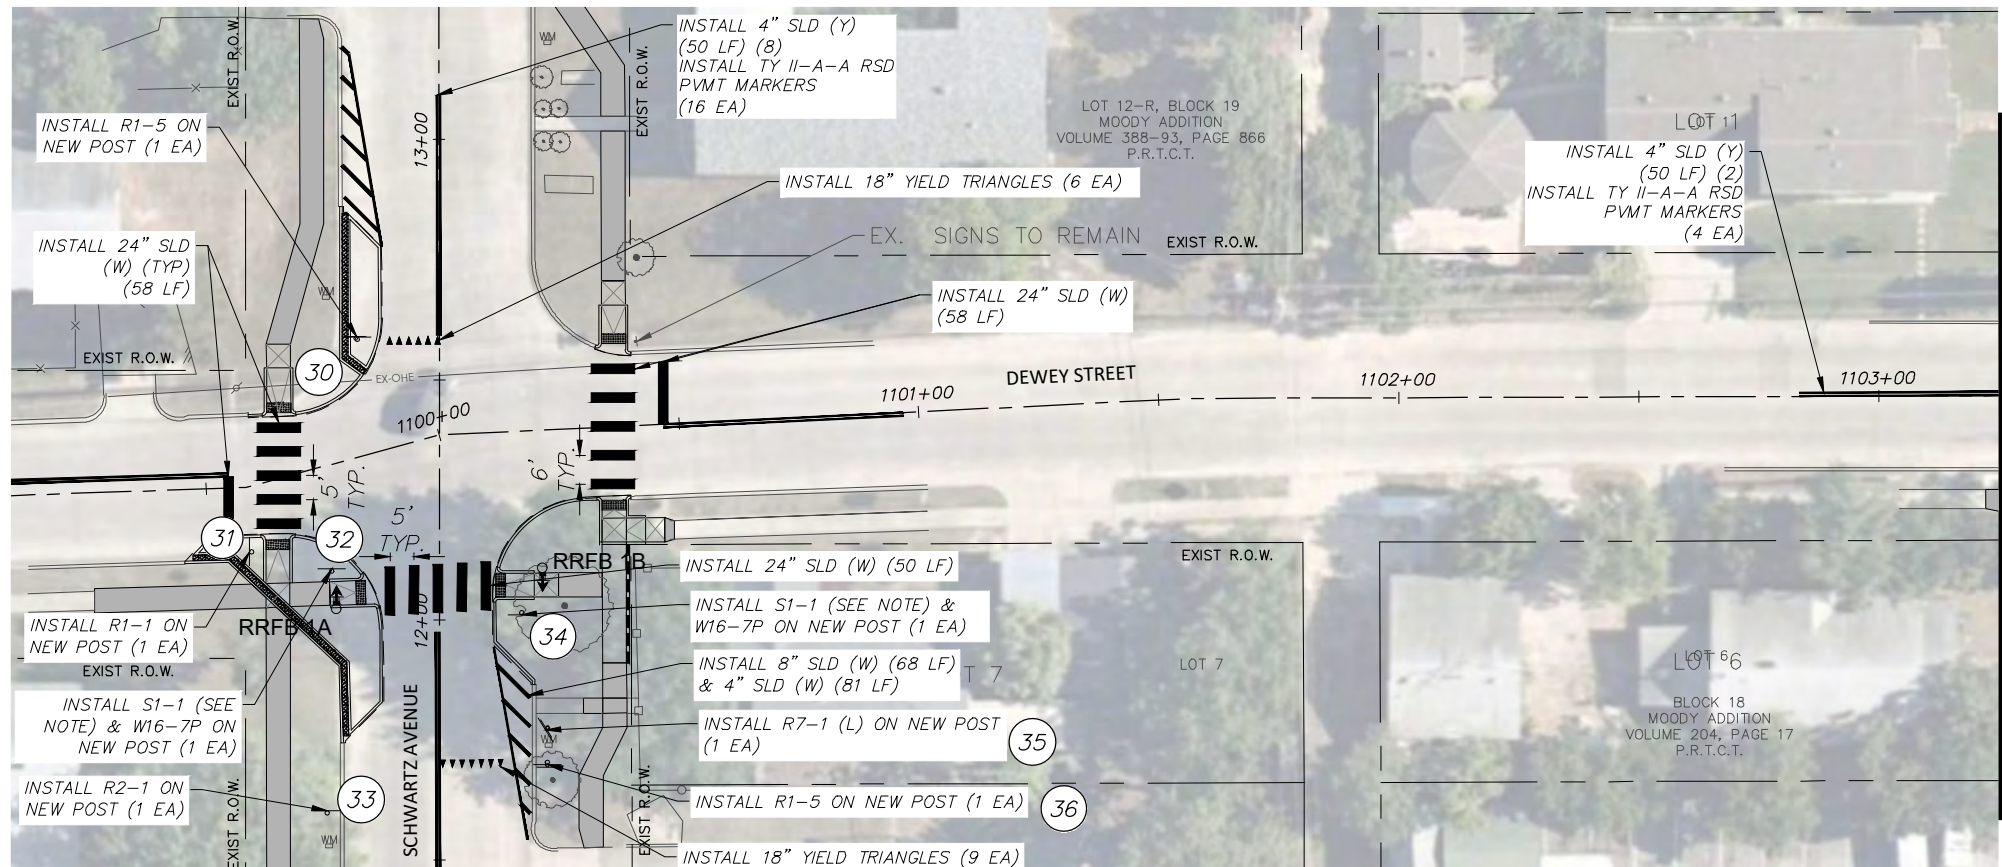 INSTALL 4" SLD (Y)
(50 LF) (8)
INSTALL TY II-A-A RSD
PVMT MARKERS
(16 EA)
EXIST R.O.W.
WM
EXIST R.O.W.
13+00
INSTALL R1-5 ON
NEW POST (1 EA)
LOT 12-R, BLOCK 19
MOODY ADDITION
VOLUME 388-93, PAGE 866
P.R.T.C.T.
LOT 1
LOT 1
INSTALL 4" SLD (Y)
(50 LF) (2)
INSTALL TY II-A-A RSD
PVMT MARKERS
(4 EA)
INSTALL 18" YIELD TRIANGLES (6 EA)
EX. SIGNS TO REMAIN
EXIST R.O.W.
INSTALL 24" SLD
(W) (TYP)
(58 LF)
WM
INSTALL 24" SLD (W)
(58 LF)
EXIST R.O.W.
30
EX-OHE
DEWEY STREET
1100+00
1101+00
1102+00
1103+00
5'
TYP.
6'
TYP.
5'
TYP.
31
32
RRFB 1B
EXIST R.O.W.
INSTALL 24" SLD (W) (50 LF)
INSTALL S1-1 (SEE NOTE) &
W16-7P ON NEW POST (1 EA)
12+00
RRFB 1A
INSTALL R1-1 ON
NEW POST (1 EA)
34
EXIST R.O.W.
INSTALL 8" SLD (W) (68 LF)
& 4" SLD (W) (81 LF)
T 7
LOT 7
LOT 6
LOT 6
BLOCK 18
MOODY ADDITION
VOLUME 204, PAGE 17
P.R.T.C.T.
INSTALL S1-1 (SEE
NOTE) & W16-7P ON
NEW POST (1 EA)
SCHWARTZ AVENUE
INSTALL R7-1 (L) ON NEW POST
(1 EA)
35
WM
INSTALL R2-1 ON
NEW POST (1 EA)
33
INSTALL R1-5 ON NEW POST (1 EA)
36
WM
EXIST R.O.W.
EXIST R.O.W.
INSTALL 18" YIELD TRIANGLES (9 EA)